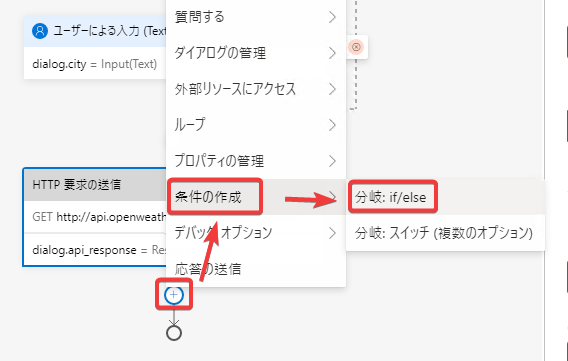 ユーザーによる入力 (Text
dialog.city = Input(Text)
HTTP 要求の送信
GET http://api.openweath
dialog.api_response = Res
質問する
ダイアログの管理
外部リソースにアクセス
ループ
プロパティの管理
条件の作成
デバッグ オプション
応答の送信
分岐: if/else
分岐: スイッチ (複数のオプション)